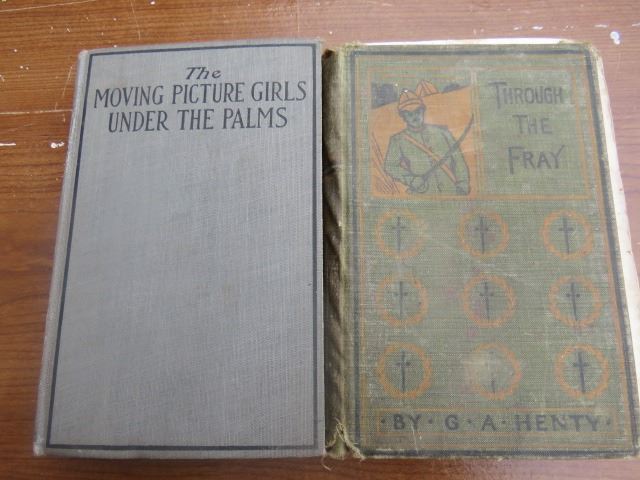 The
MOVING PICTURE GIRLS
UNDER THE PALMS
THROUGH
THE
FRAY
·BY·G·A·HENTY·